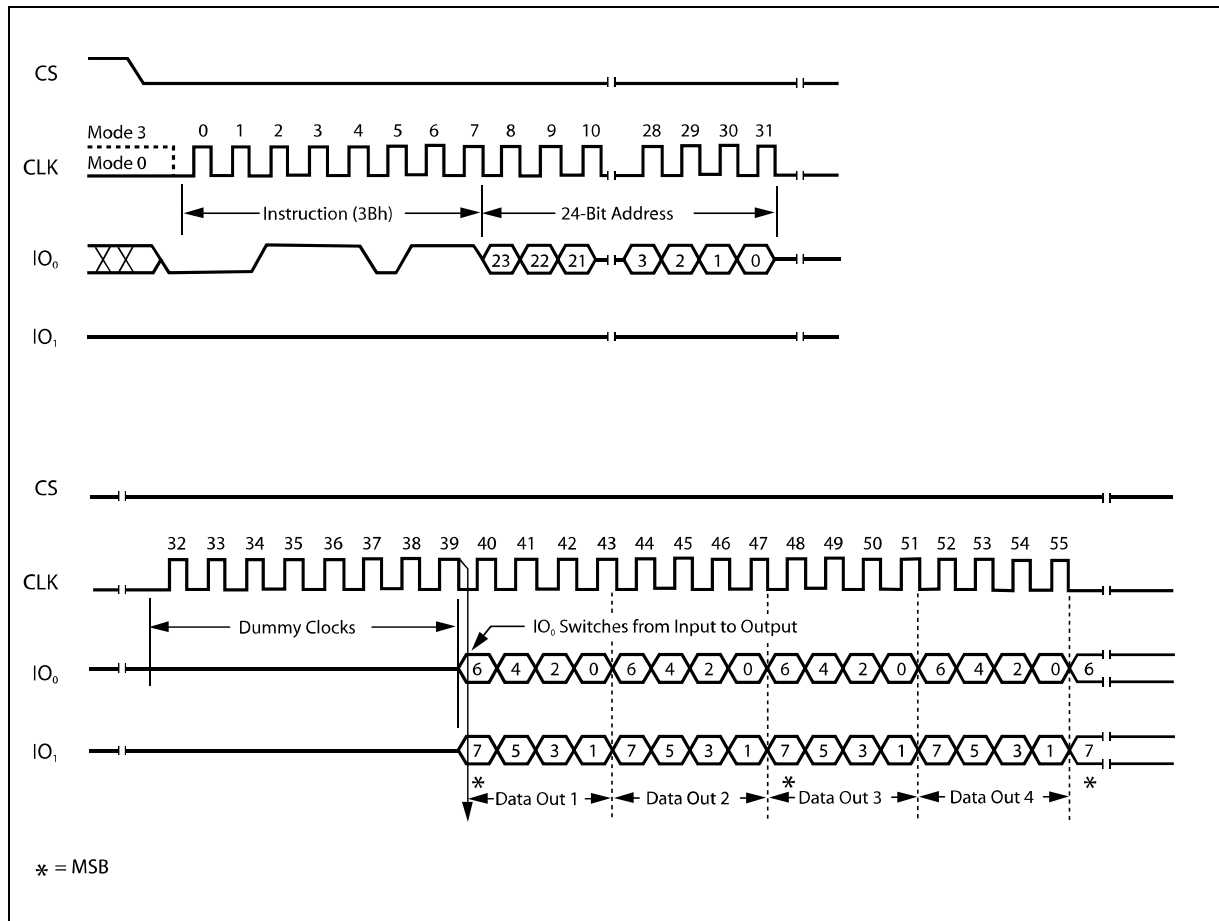 CS
Mode 3
0 1 2 3 4 5 6 7 8 9 10 28 29 30 31
CLK
Mode 0
Instruction (3Bh) 24-Bit Address
IO₀
23 22 21 3 2 1 0
IO₁
CS
32 33 34 35 36 37 38 39 40 41 42 43 44 45 46 47 48 49 50 51 52 53 54 55
CLK
Dummy Clocks
IO₀ Switches from Input to Output
IO₀
6 4 2 0 6 4 2 0 6 4 2 0 6 4 2 0 6
IO₁
7 5 3 1 7 5 3 1 7 5 3 1 7 5 3 1 7
* * *
Data Out 1 Data Out 2 Data Out 3 Data Out 4
* = MSB